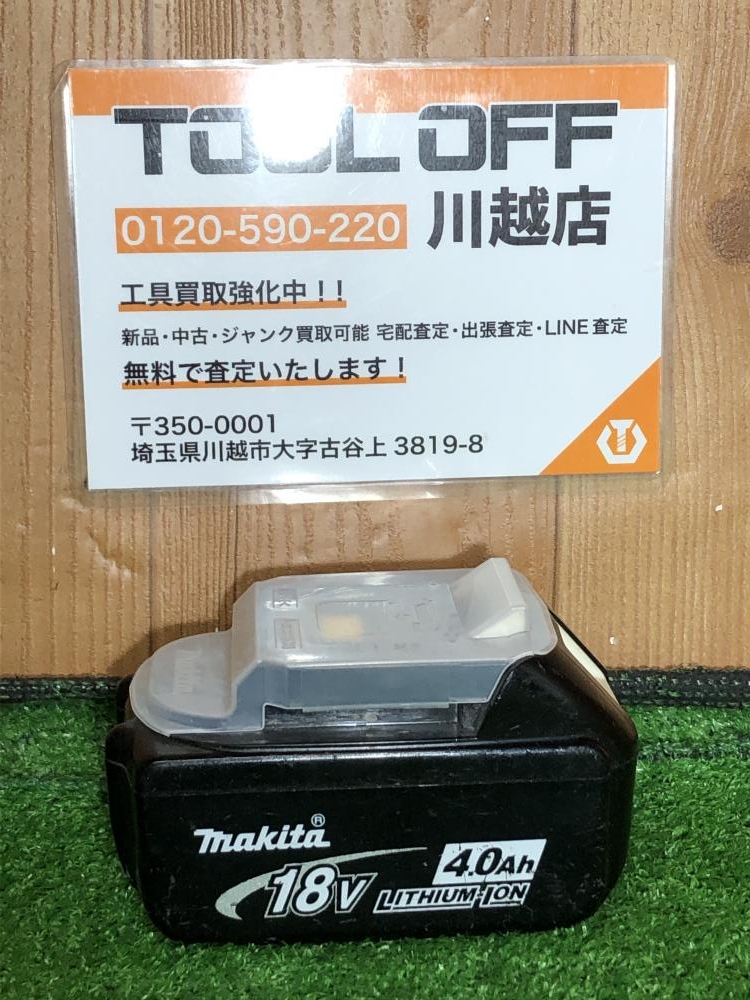 TOOL OFF
0120-590-220 川越店
工具買取強化中!!
新品・中古・ジャンク買取可能 宅配査定・出張査定・LINE査定
無料で査定いたします!
〒350-0001
埼玉県川越市大字古谷上 3819-8
makita®
18V 4.0Ah
LITHIUM-ION